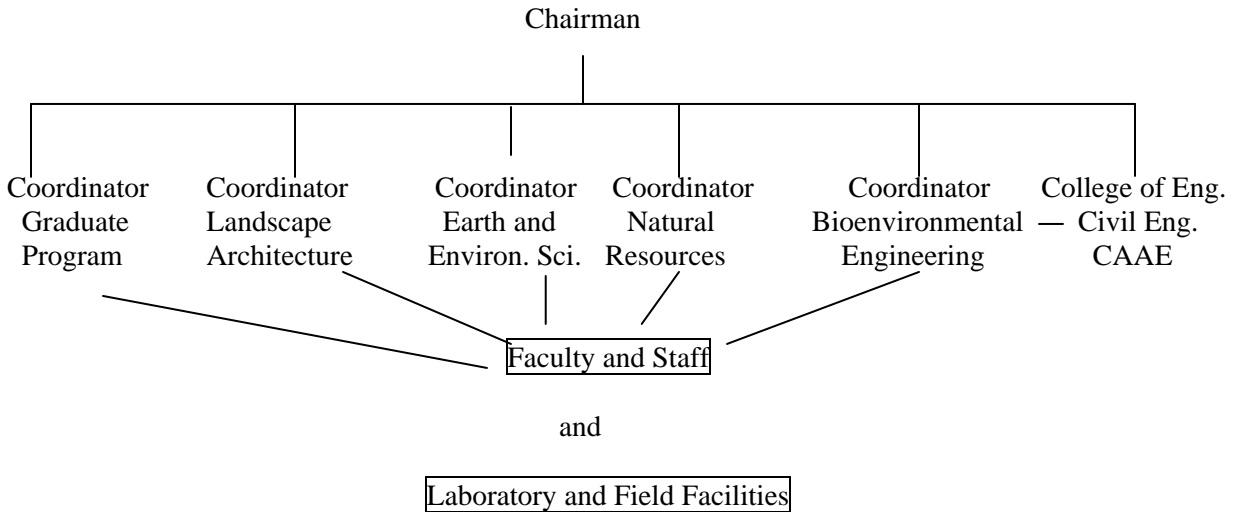 Chairman
Coordinator
Graduate
Program
Coordinator
Landscape
Architecture
Coordinator
Earth and
Environ. Sci.
Coordinator
Natural
Resources
Coordinator
Bioenvironmental
Engineering
College of Eng.
Civil Eng.
CAAE
Faculty and Staff
and
Laboratory and Field Facilities